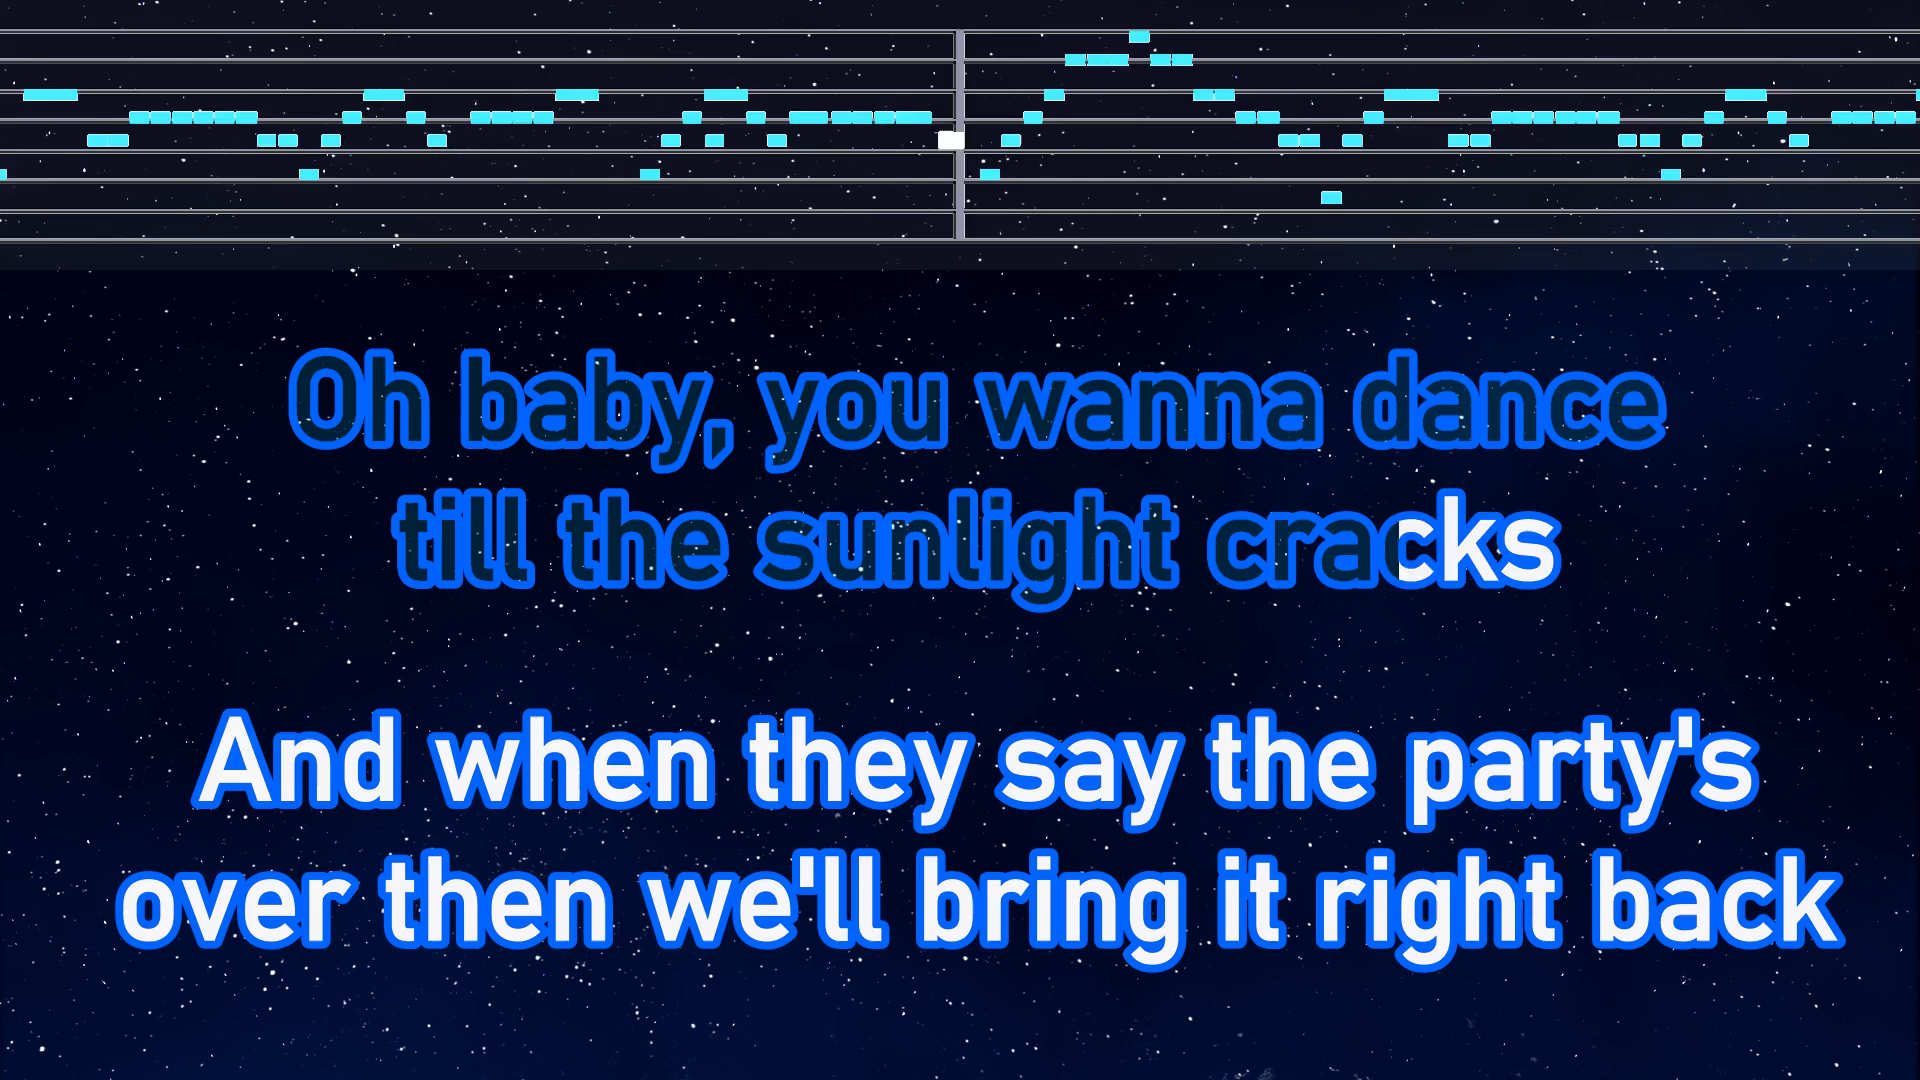 Oh baby, you wanna dance
till the sunlight cracks
And when they say the party's
over then we'll bring it right back